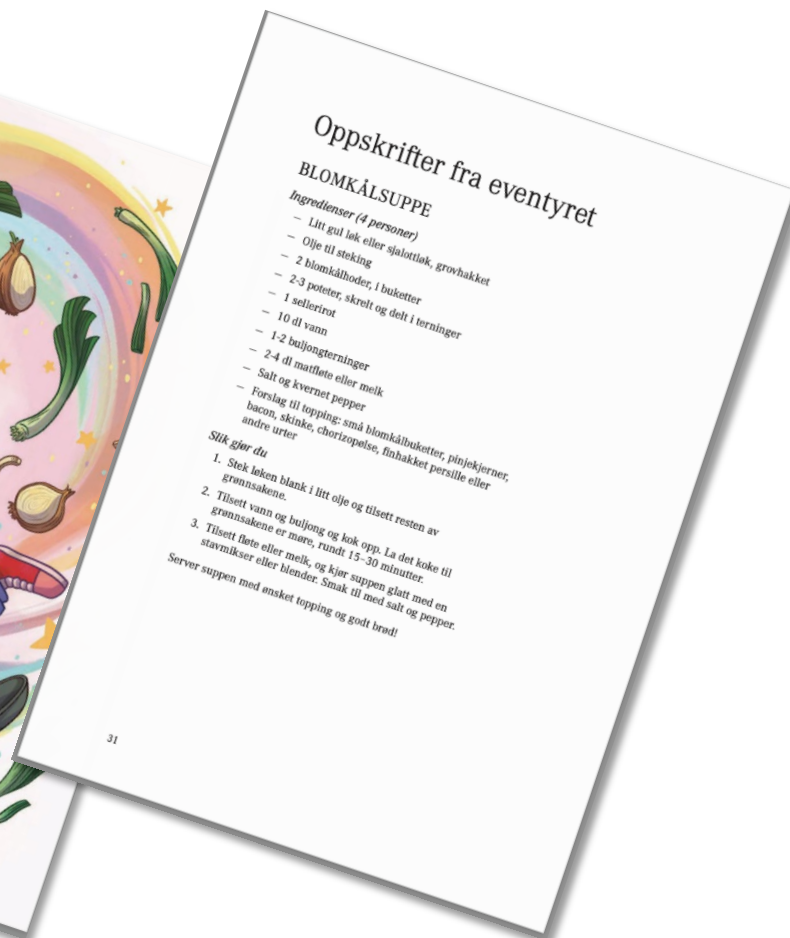 Oppskrifter fra eventyret
BLOMKÅLSUPPE
Ingredienser (4 personer)
— Litt gul løk eller sjalottløk, grovhakket
— Olje til steking
— 2 blomkålhoder, i buketter
— 2-3 poteter, skrelt og delt i terninger
— 1 sellerirot
— 10 dl vann
— 1-2 buljongterninger
— 2-4 dl matfløte eller melk
— Salt og kvernet pepper
— Forslag til topping: små blomkålbuketter, pinjekjerner,
bacon, skinke, chorizopølse, finhakket persille eller
andre urter
Slik gjør du
1. Stek løken blank i litt olje og tilsett resten av
grønnsakene.
2. Tilsett vann og buljong og kok opp. La det koke til
grønnsakene er møre, rundt 15–30 minutter.
3. Tilsett fløte eller melk, og kjør suppen glatt med en
stavmikser eller blender. Smak til med salt og pepper.
Server suppen med ønsket topping og godt brød!
31